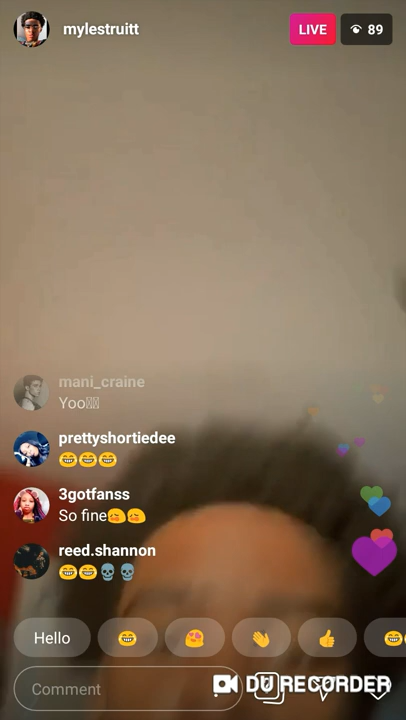 mylestruitt
LIVE
89
mani_craine
Yoo
prettyshortiedee
😂😂😂
3gotfanss
So fine😩😩
reed.shannon
😂😂💀💀
Hello
Comment
DU RECORDER